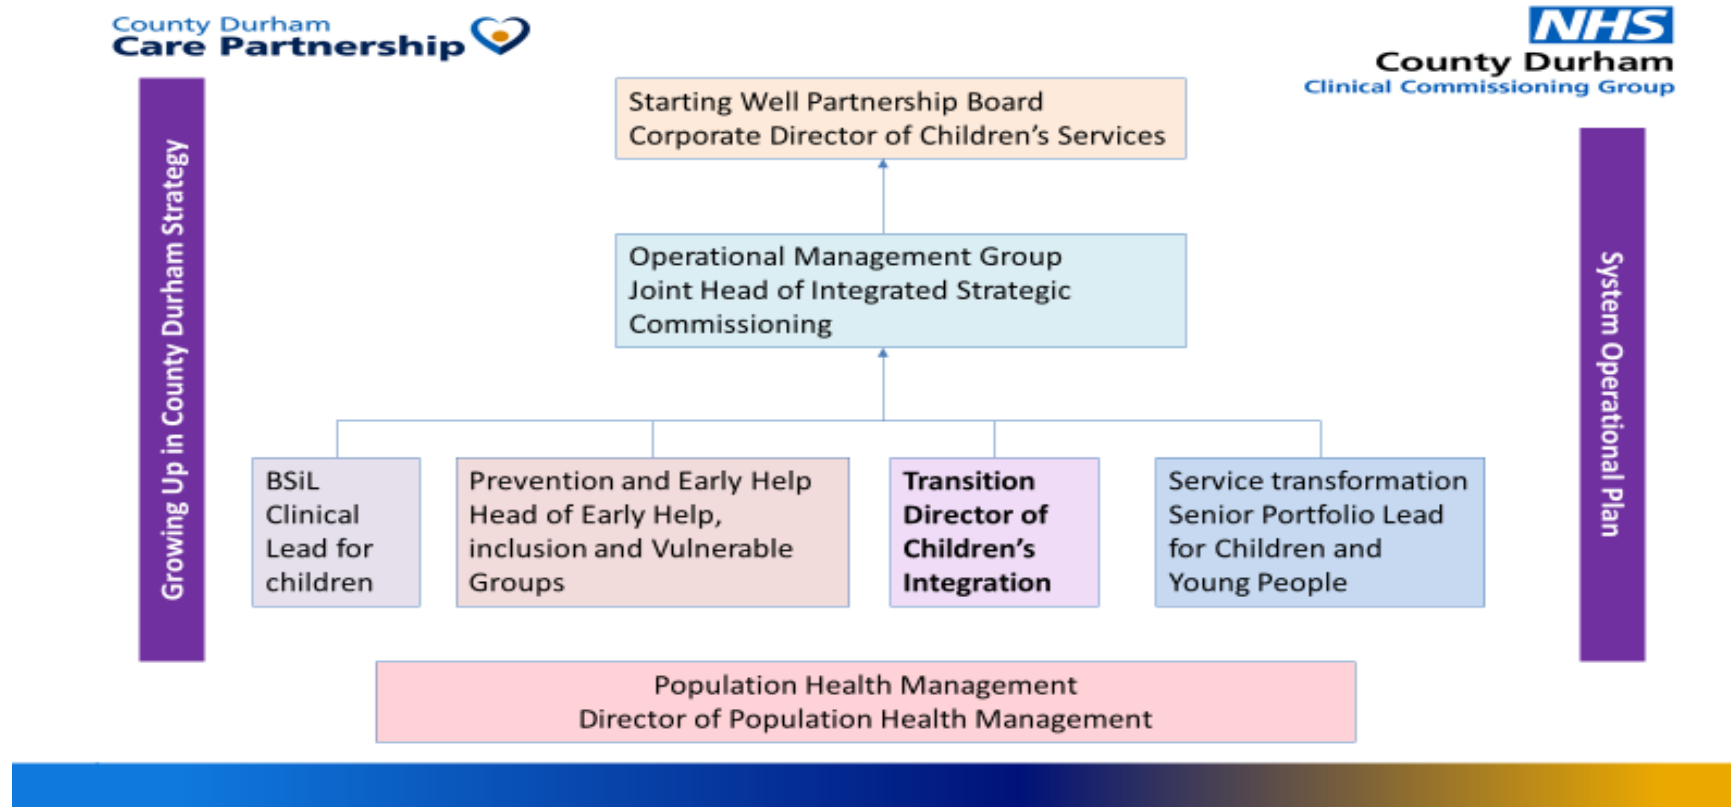 County Durham
Care Partnership
NHS
County Durham
Clinical Commissioning Group
Growing Up in County Durham Strategy
Starting Well Partnership Board
Corporate Director of Children’s Services
Operational Management Group
Joint Head of Integrated Strategic
Commissioning
BSiL
Clinical
Lead for
children
Prevention and Early Help
Head of Early Help,
inclusion and Vulnerable
Groups
Transition
Director of
Children’s
Integration
Service transformation
Senior Portfolio Lead
for Children and
Young People
System Operational Plan
Population Health Management
Director of Population Health Management